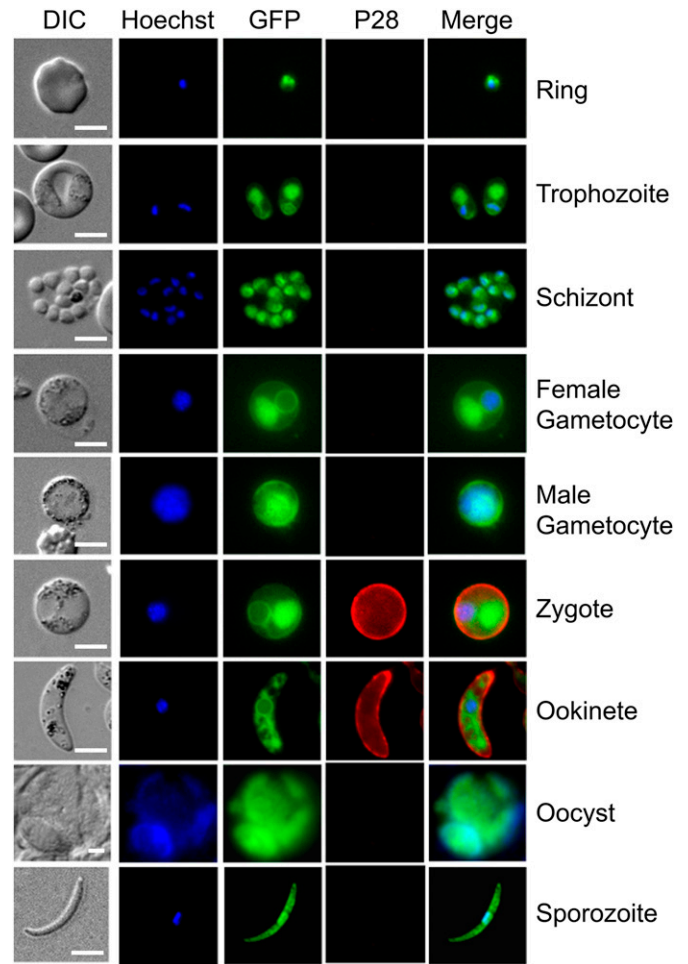 DIC Hoechst GFP P28 Merge
Ring
Trophozoite
Schizont
Female
Gametocyte
Male
Gametocyte
Zygote
Ookinete
Oocyst
Sporozoite